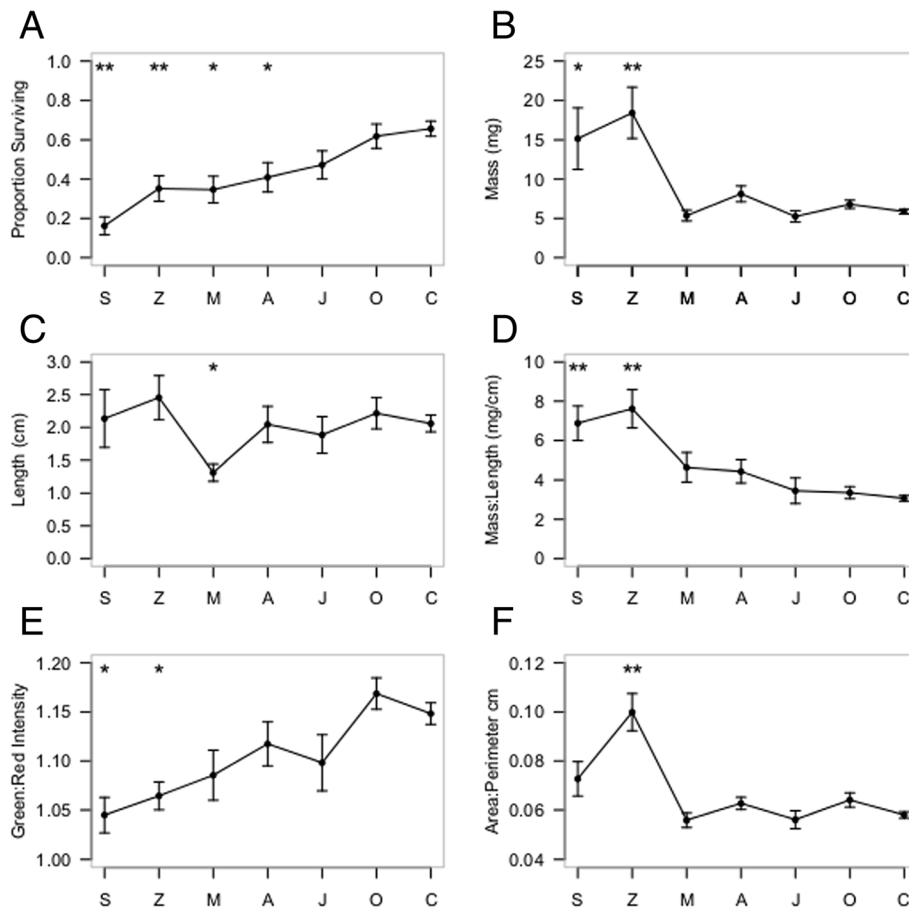 A
Proportion Surviving
1.0
0.8
0.6
0.4
0.2
0.0
** ** * *
S Z M A J O C
B
Mass (mg)
25
20
15
10
5
0
* **
S Z M A J O C
C
Length (cm)
3.0
2.5
2.0
1.5
1.0
0.5
0.0
*
S Z M A J O C
D
Mass:Length (mg/cm)
10
8
6
4
2
0
** **
S Z M A J O C
E
Green:Red Intensity
1.20
1.15
1.10
1.05
1.00
* *
S Z M A J O C
F
Area:Perimeter cm
0.12
0.10
0.08
0.06
0.04
**
S Z M A J O C